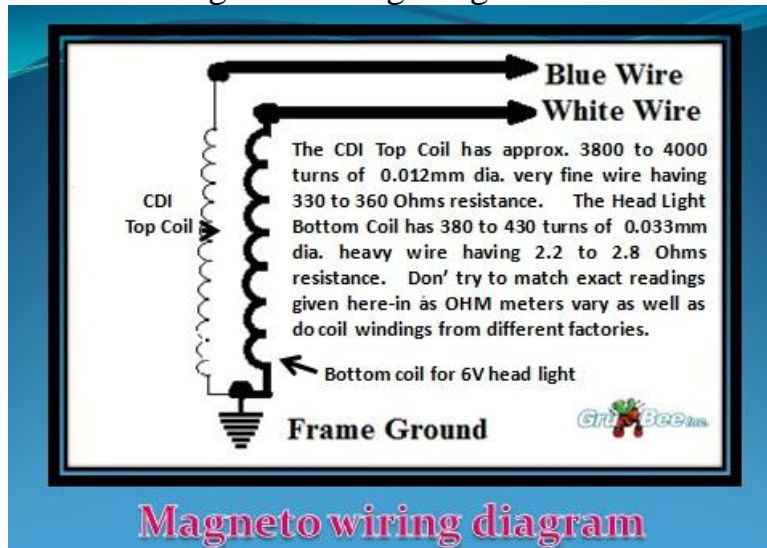 Blue Wire
White Wire
The CDI Top Coil has approx. 3800 to 4000
turns of 0.012mm dia. very fine wire having
330 to 360 Ohms resistance. The Head Light
Bottom Coil has 380 to 430 turns of 0.033mm
dia. heavy wire having 2.2 to 2.8 Ohms
resistance. Don' try to match exact readings
given here-in as OHM meters vary as well as
do coil windings from different factories.
CDI
Top Coil
Bottom coil for 6V head light
Frame Ground
GruBee Inc.
Magneto wiring diagram